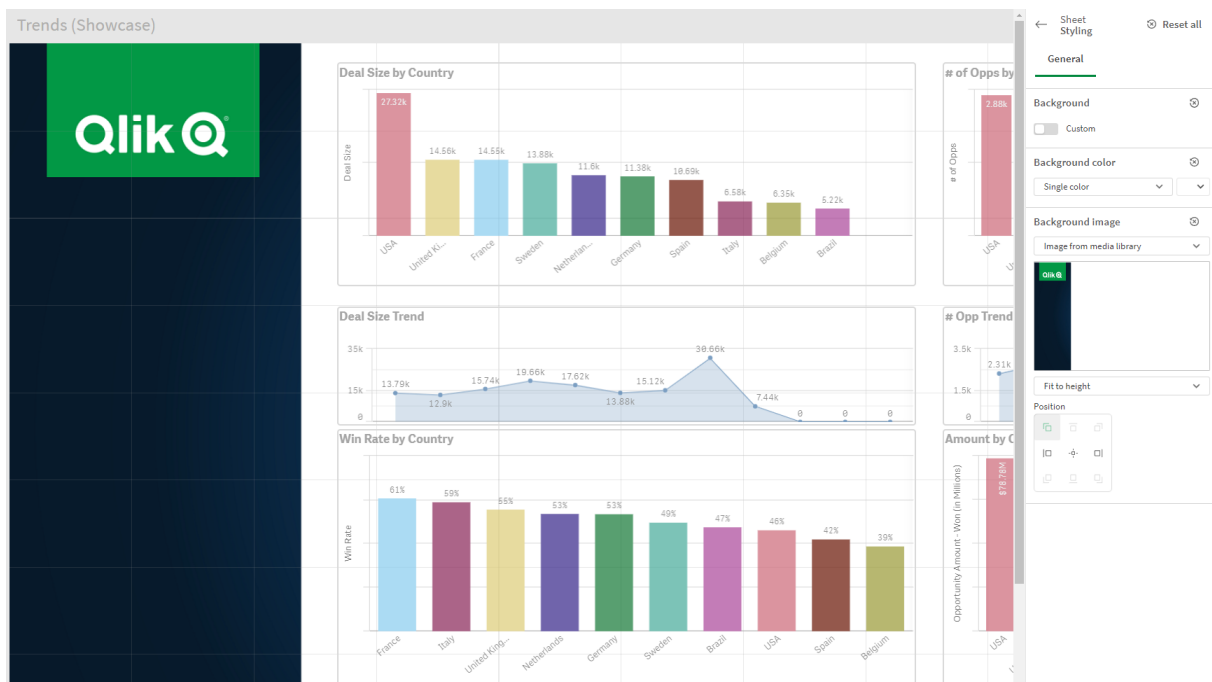 Trends (Showcase)
Qlik
Deal Size by Country
Deal Size
27.32k
14.56k
14.55k
13.88k
11.6k
11.38k
10.69k
6.58k
6.35k
5.22k
USA
United Ki...
France
Sweden
Netherlan...
Germany
Spain
Italy
Belgium
Brazil
# of Opps by
# of Opps
2.88k
USA
Deal Size Trend
35k
15k
0
13.79k
12.9k
15.74k
19.66k
17.62k
13.88k
15.12k
30.66k
7.44k
0
0
0
# Opp Trend
3.5k
1.5k
0
2.31k
Win Rate by Country
Win Rate
61%
59%
55%
53%
53%
49%
47%
46%
42%
39%
France
Italy
United King...
Netherlands
Germany
Sweden
Brazil
USA
Spain
Belgium
Amount by C
Opportunity Amount - Won (in Millions)
$78.78M
USA
Sheet
Styling
Reset all
General
Background
Custom
Background color
Single color
Background image
Image from media library
Qlik
Fit to height
Position